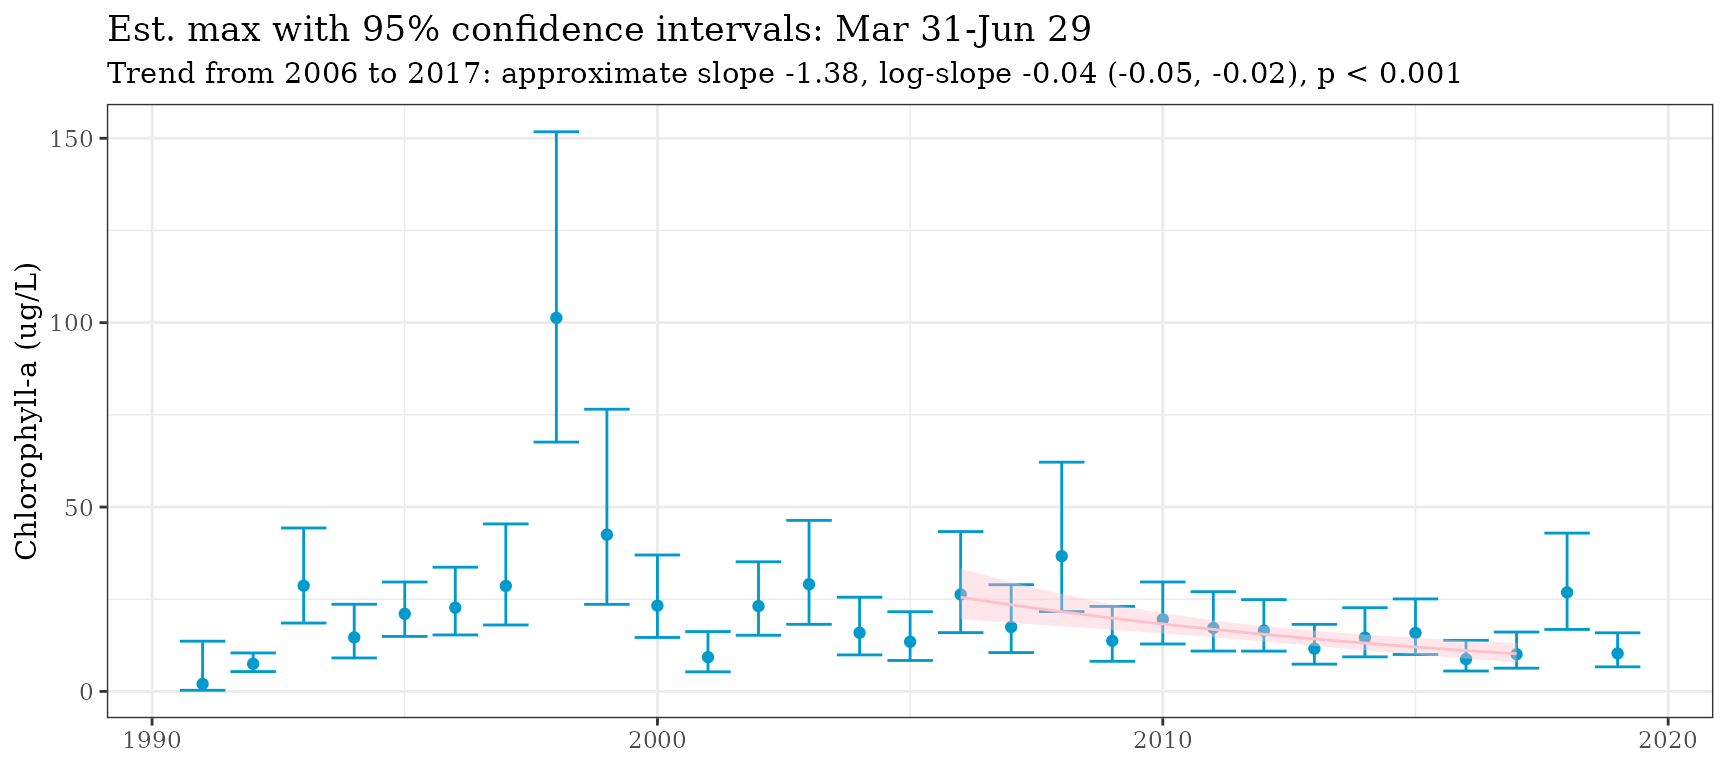 Est. max with 95% confidence intervals: Mar 31-Jun 29
Trend from 2006 to 2017: approximate slope -1.38, log-slope -0.04 (-0.05, -0.02), p < 0.001
Chlorophyll-a (ug/L)
150
100
50
0
1990
2000
2010
2020